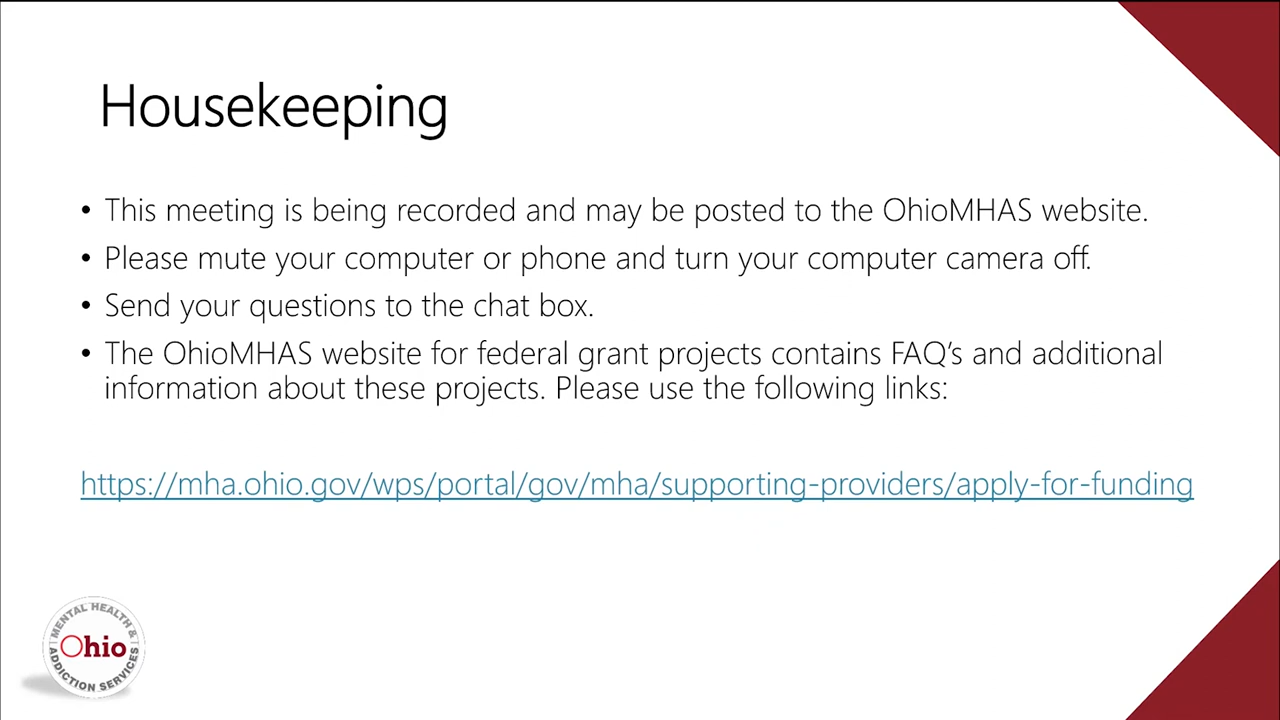 Housekeeping
• This meeting is being recorded and may be posted to the OhioMHAS website.
• Please mute your computer or phone and turn your computer camera off.
• Send your questions to the chat box.
• The OhioMHAS website for federal grant projects contains FAQ's and additional
information about these projects. Please use the following links:
https://mha.ohio.gov/wps/portal/gov/mha/supporting-providers/apply-for-funding
MENTAL HEALTH &
Ohio
ADDICTION SERVICES